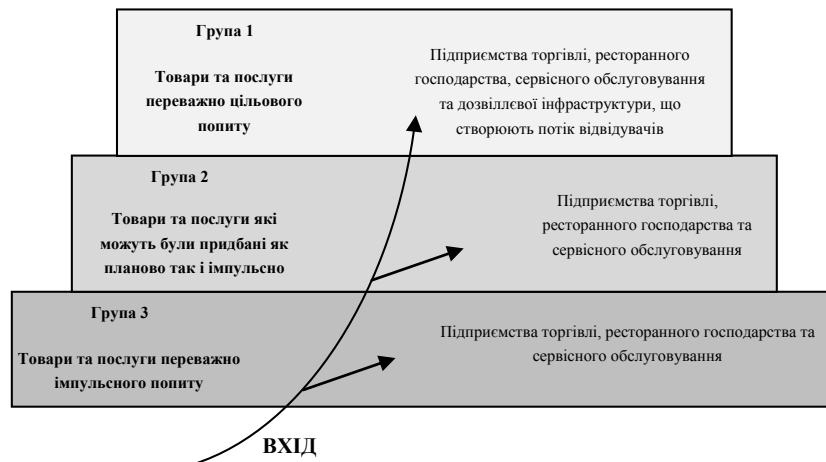 Група 1
Товари та послуги
переважно цільового
попиту
Підприємства торгівлі, ресторанного
господарства, сервісного обслуговування
та дозвіллєвої інфраструктури, що
створюють потік відвідувачів
Група 2
Товари та послуги які
можуть були придбані як
планово так і імпульсно
Підприємства торгівлі,
ресторанного господарства та
сервісного обслуговування
Група 3
Товари та послуги переважно
імпульсного попиту
Підприємства торгівлі, ресторанного господарства та
сервісного обслуговування
ВХІД